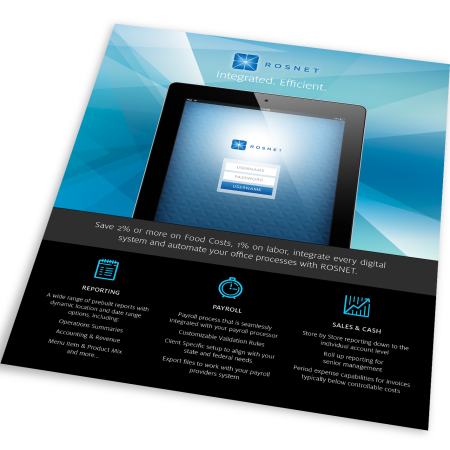 ROSNET
Integrated. Efficient.
ROSNET
USERNAME
PASSWORD
USERNAME
Save 2% or more on Food Costs, 1% on labor, integrate every digital
system and automate your office processes with ROSNET.
REPORTING
A wide range of prebuilt reports with
dynamic location and date range
options, including:
Operations Summaries
Accounting & Revenue
Menu Item & Product Mix
and more...
PAYROLL
Payroll process that is seamlessly
integrated with your payroll processor
Customizable Validation Rules
Client Specific setup to align with your
state and federal needs
Export files to work with your payroll
providers system
SALES & CASH
Store by Store reporting down to the
individual account level
Roll up reporting for
senior management
Period expense capabilities for invoices
typically below controllable costs